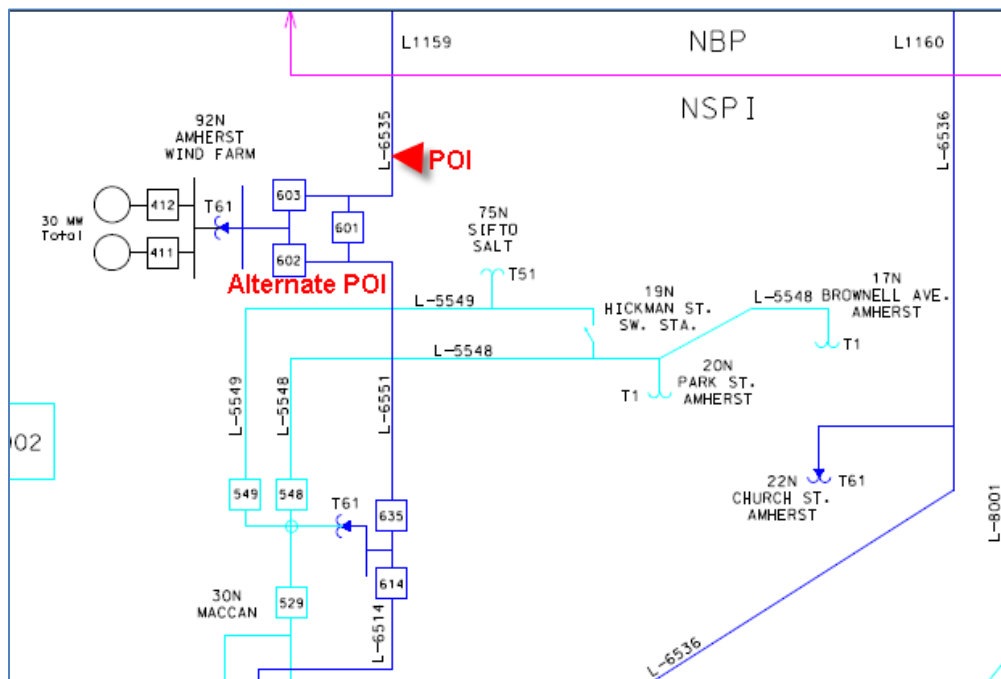 L1159
NBP
L1160
NSPI
92N
AMHERST
WIND FARM
L-6535
POI
L-6536
603
412
T61
601
30 MW
Total
411
602
75N
SIFTO
SALT
T51
Alternate POI
L-5549
19N
HICKMAN ST.
SW. STA.
17N
L-5548 BROWNELL AVE.
AMHERST
T1
L-5548
20N
PARK ST.
AMHERST
T1
L-5549
L-5548
L-6551
002
549
548
T61
635
22N
CHURCH ST.
AMHERST
T61
L-8001
614
30N
MACCAN
529
L-6514
L-6536